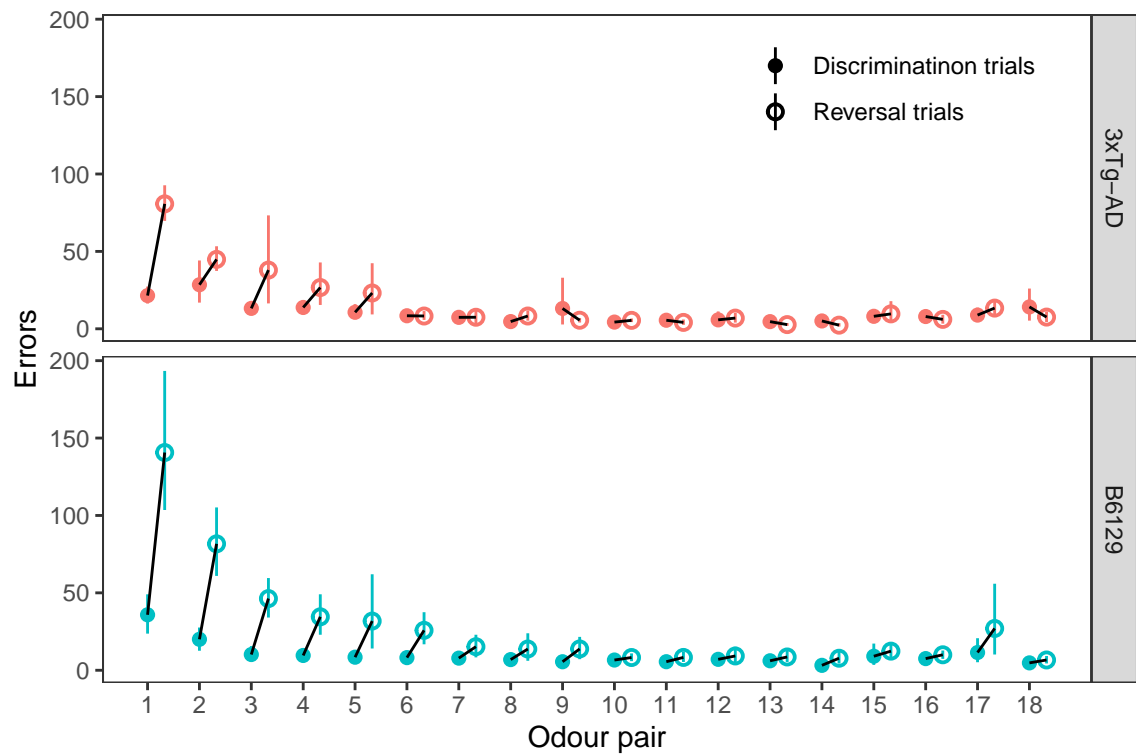 200
150
100
50
0
Discriminatinon trials
Reversal trials
3xTg−AD
Errors
200
150
100
50
0
B6129
1 2 3 4 5 6 7 8 9 10 11 12 13 14 15 16 17 18
Odour pair